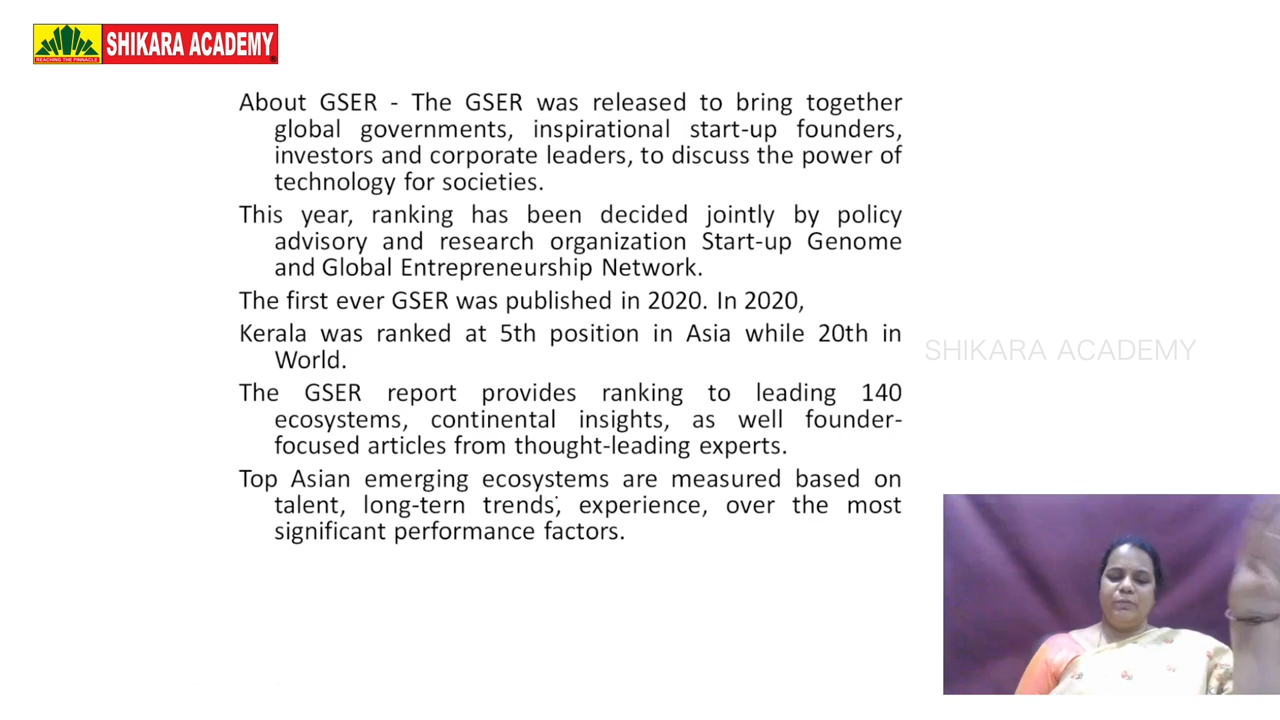 SHIKARA ACADEMY
REACHING THE PINNACLE
About GSER - The GSER was released to bring together
global governments, inspirational start-up founders,
investors and corporate leaders, to discuss the power of
technology for societies.
This year, ranking has been decided jointly by policy
advisory and research organization Start-up Genome
and Global Entrepreneurship Network.
The first ever GSER was published in 2020. In 2020,
Kerala was ranked at 5th position in Asia while 20th in
World.
SHIKARA ACADEMY
The GSER report provides ranking to leading 140
ecosystems, continental insights, as well founder-
focused articles from thought-leading experts.
Top Asian emerging ecosystems are measured based on
talent, long-tern trends, experience, over the most
significant performance factors.